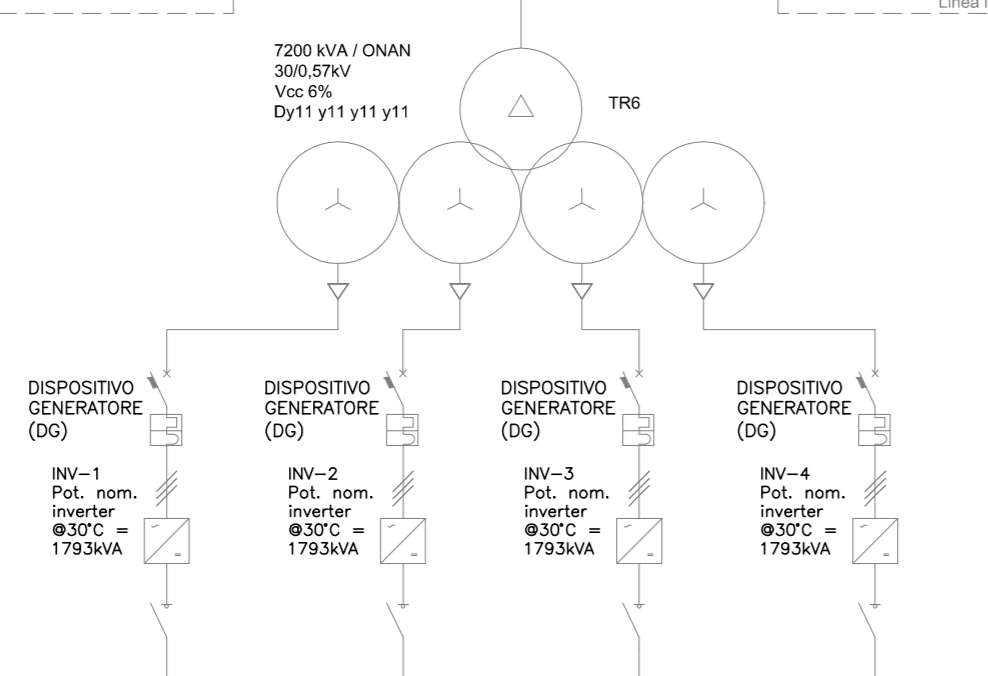 Linea
7200 kVA / ONAN
30/0,57kV
Vcc 6%
Dy11 y11 y11 y11
TR6
DISPOSITIVO
GENERATORE
(DG)
DISPOSITIVO
GENERATORE
(DG)
DISPOSITIVO
GENERATORE
(DG)
DISPOSITIVO
GENERATORE
(DG)
INV-1
Pot. nom.
inverter
@30°C =
1793kVA
INV-2
Pot. nom.
inverter
@30°C =
1793kVA
INV-3
Pot. nom.
inverter
@30°C =
1793kVA
INV-4
Pot. nom.
inverter
@30°C =
1793kVA